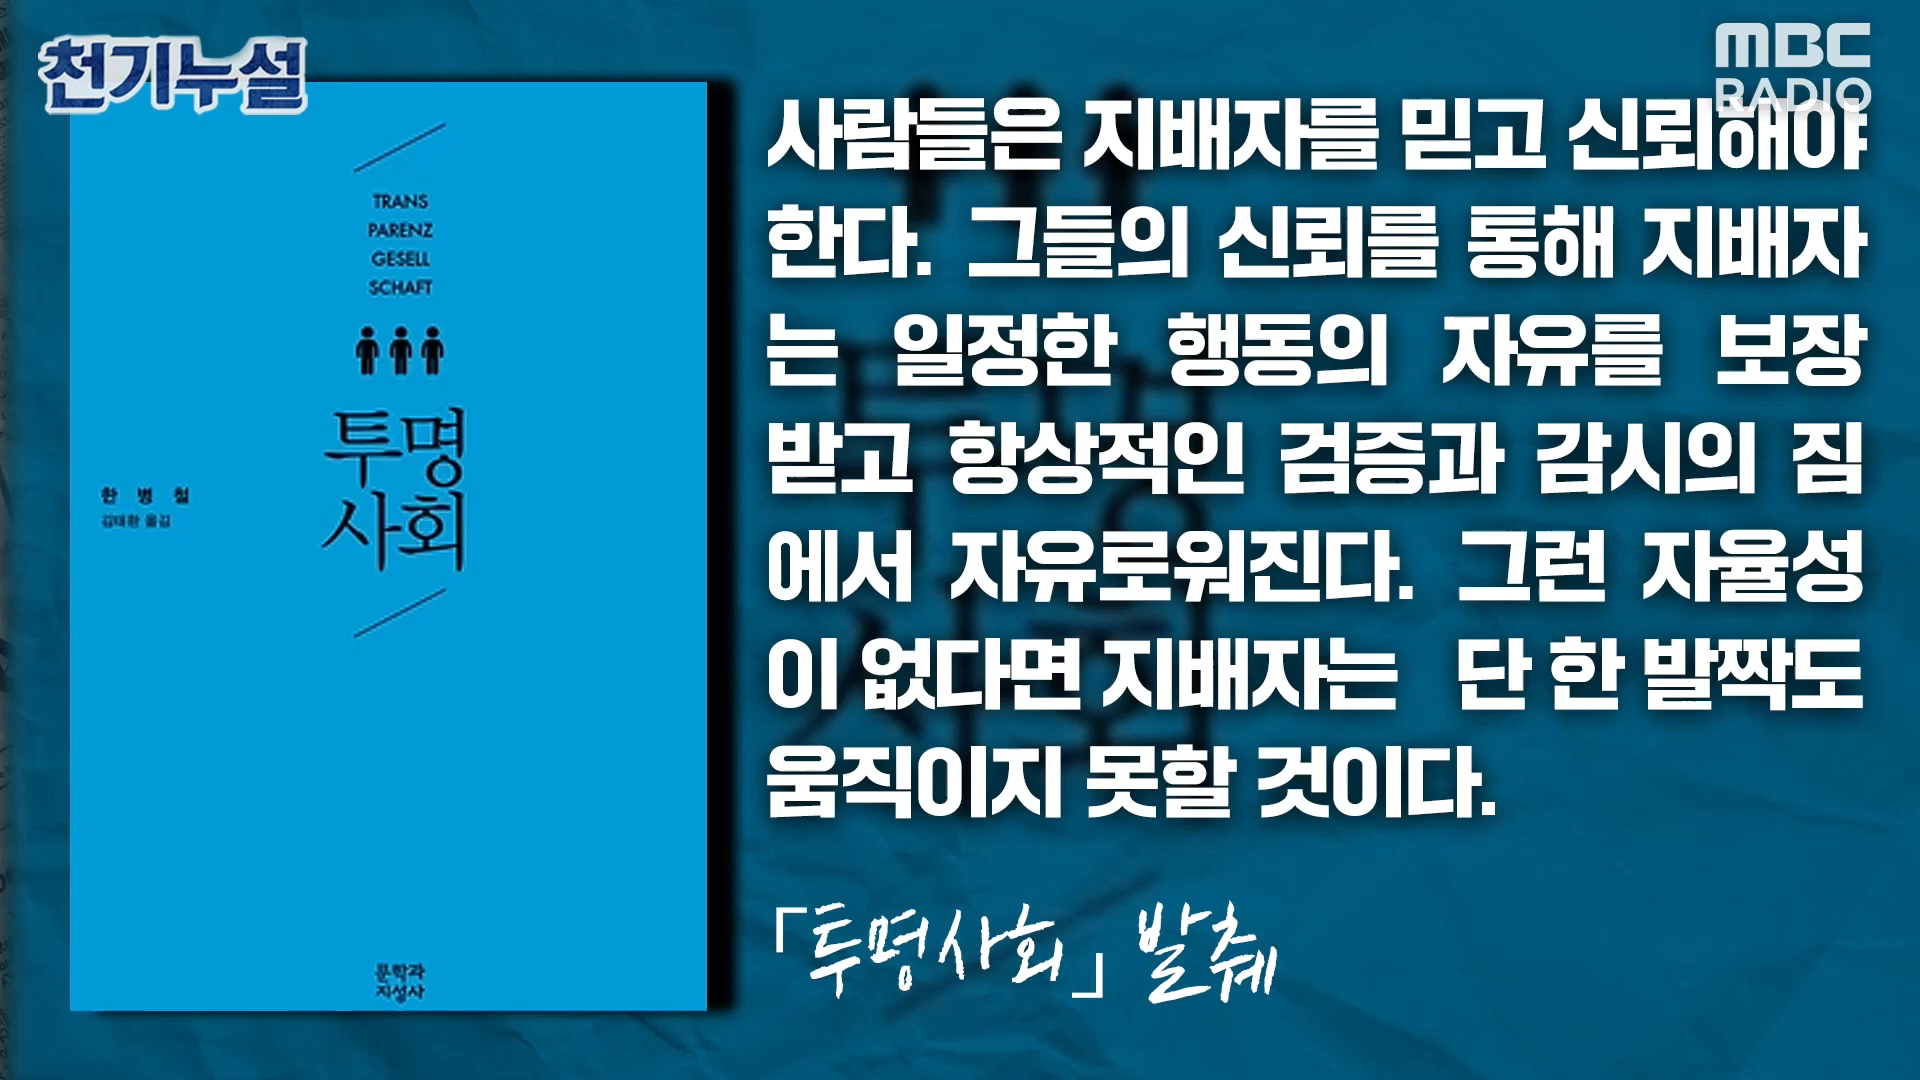 천기누설
MBC
RADIO
TRANS
PARENZ
GESELL
SCHAFT
투명
사회
한병철
김태환 옮김
문학과
지성사
사람들은 지배자를 믿고 신뢰해야
한다. 그들의 신뢰를 통해 지배자
는 일정한 행동의 자유를 보장
받고 항상적인 검증과 감시의 짐
에서 자유로워진다. 그런 자율성
이 없다면 지배자는 단 한 발짝도
움직이지 못할 것이다.
「투명사회」 발췌